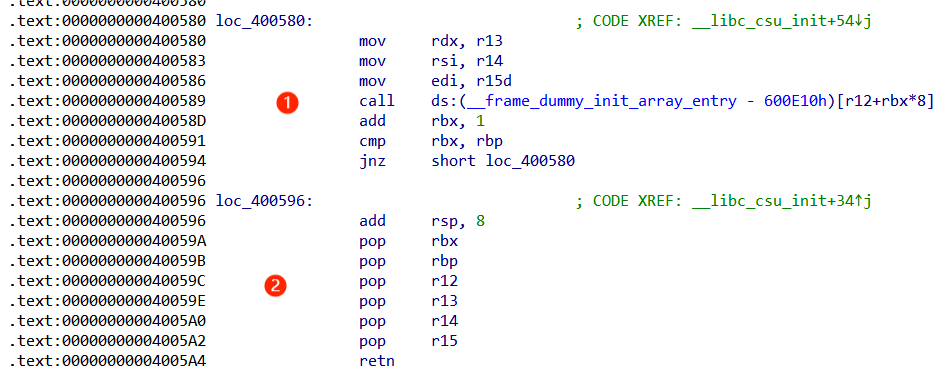 .text:0000000000400580
.text:0000000000400580 loc_400580: ; CODE XREF: __libc_csu_init+54↓j
.text:0000000000400580 mov rdx, r13
.text:0000000000400583 mov rsi, r14
.text:0000000000400586 mov edi, r15d
.text:0000000000400589 1 call ds:(__frame_dummy_init_array_entry - 600E10h)[r12+rbx*8]
.text:000000000040058D add rbx, 1
.text:0000000000400591 cmp rbx, rbp
.text:0000000000400594 jnz short loc_400580
.text:0000000000400596
.text:0000000000400596 loc_400596: ; CODE XREF: __libc_csu_init+34↑j
.text:0000000000400596 add rsp, 8
.text:000000000040059A pop rbx
.text:000000000040059B pop rbp
.text:000000000040059C 2 pop r12
.text:000000000040059E pop r13
.text:00000000004005A0 pop r14
.text:00000000004005A2 pop r15
.text:00000000004005A4 retn